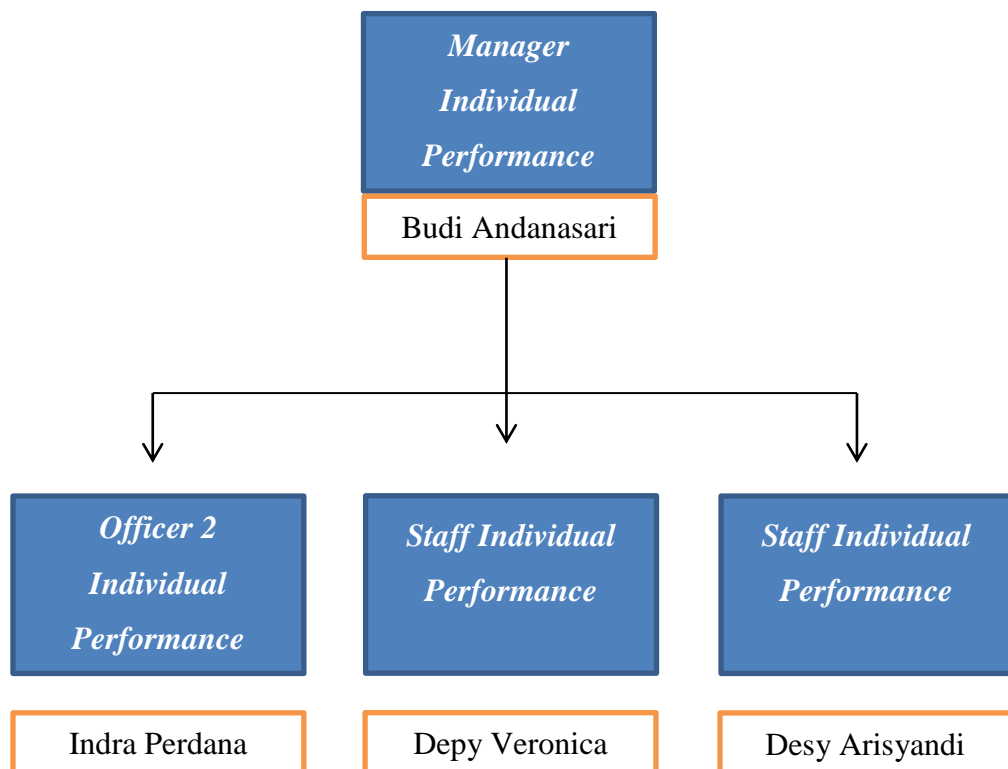 Manager
Individual
Performance
Budi Andanasari
Officer 2
Individual
Performance
Staff Individual
Performance
Staff Individual
Performance
Indra Perdana
Depy Veronica
Desy Arisyandi